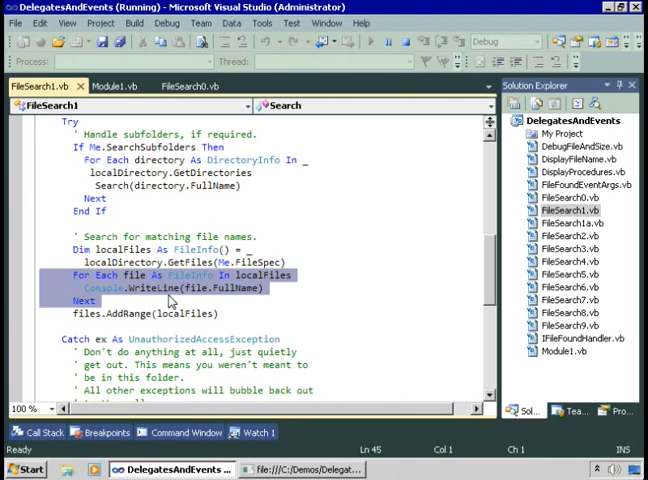 DelegatesAndEvents (Running) - Microsoft Visual Studio (Administrator)
File Edit View Project Build Debug Team Data Tools Test Window Help
Debug
Process: Thread:
FileSearch1.vb Module1.vb FileSearch0.vb
FileSearch1 Search
Try
' Handle subfolders, if required.
If Me.SearchSubfolders Then
For Each directory As DirectoryInfo In _
localDirectory.GetDirectories
Search(directory.FullName)
Next
End If
' Search for matching file names.
Dim localFiles As FileInfo() = _
localDirectory.GetFiles(Me.FileSpec)
For Each file As FileInfo In localFiles
Console.WriteLine(file.FullName)
Next
files.AddRange(localFiles)
Catch ex As UnauthorizedAccessException
' Don't do anything at all, just quietly
' get out. This means you weren't meant to
' be in this folder.
' All other exceptions will bubble back out
100 %
Solution Explorer
DelegatesAndEvents
My Project
DebugFileAndSize.vb
DisplayFileName.vb
DisplayProcedures.vb
FileFoundEventArgs.vb
FileSearch0.vb
FileSearch1.vb
FileSearch1a.vb
FileSearch2.vb
FileSearch3.vb
FileSearch4.vb
FileSearch5.vb
FileSearch6.vb
FileSearch7.vb
FileSearch8.vb
FileSearch9.vb
IFileFoundHandler.vb
Module1.vb
Sol... Tea... Pro...
Call Stack Breakpoints Command Window Watch 1
Ready Ln 45 Col 1 Ch 1 INS
Start DelegatesAndEvents ... file:///C:/Demos/Delegat...